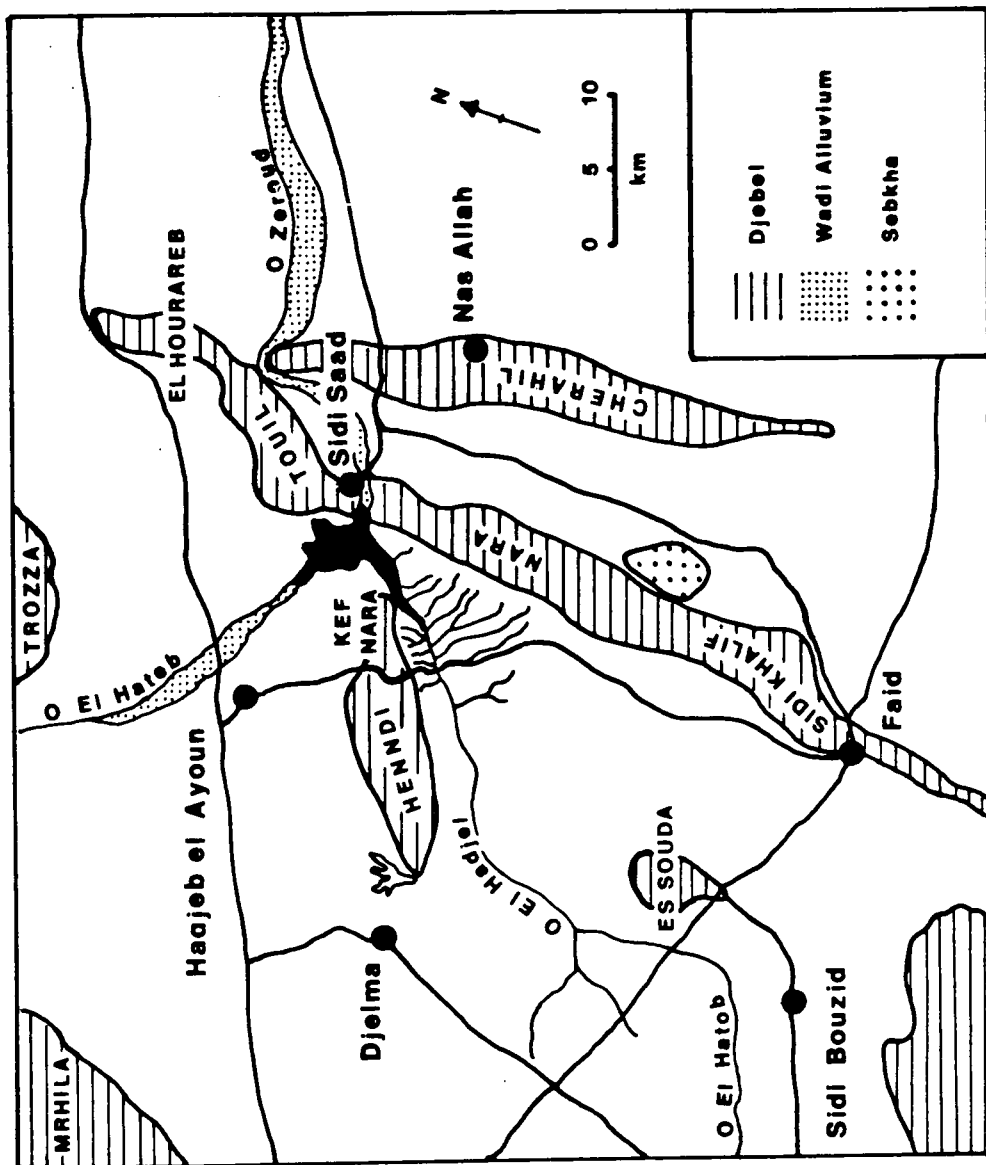 MRHILA
TROZZA
O El Hateb
Haajeb el Ayoun
Djelma
EL HOURAREB
TOUIL
O Zeroud
Sidi Saad
KEF
NARA
HENNDI
O El Hadjel
NARA
CHERAHIL
Nas Allah
SIDI KHALIF
Faid
ES SOUDA
O El Hatob
Sidi Bouzid
N
0 5 10
km
Djebel
Wadi Alluvium
Sebkha